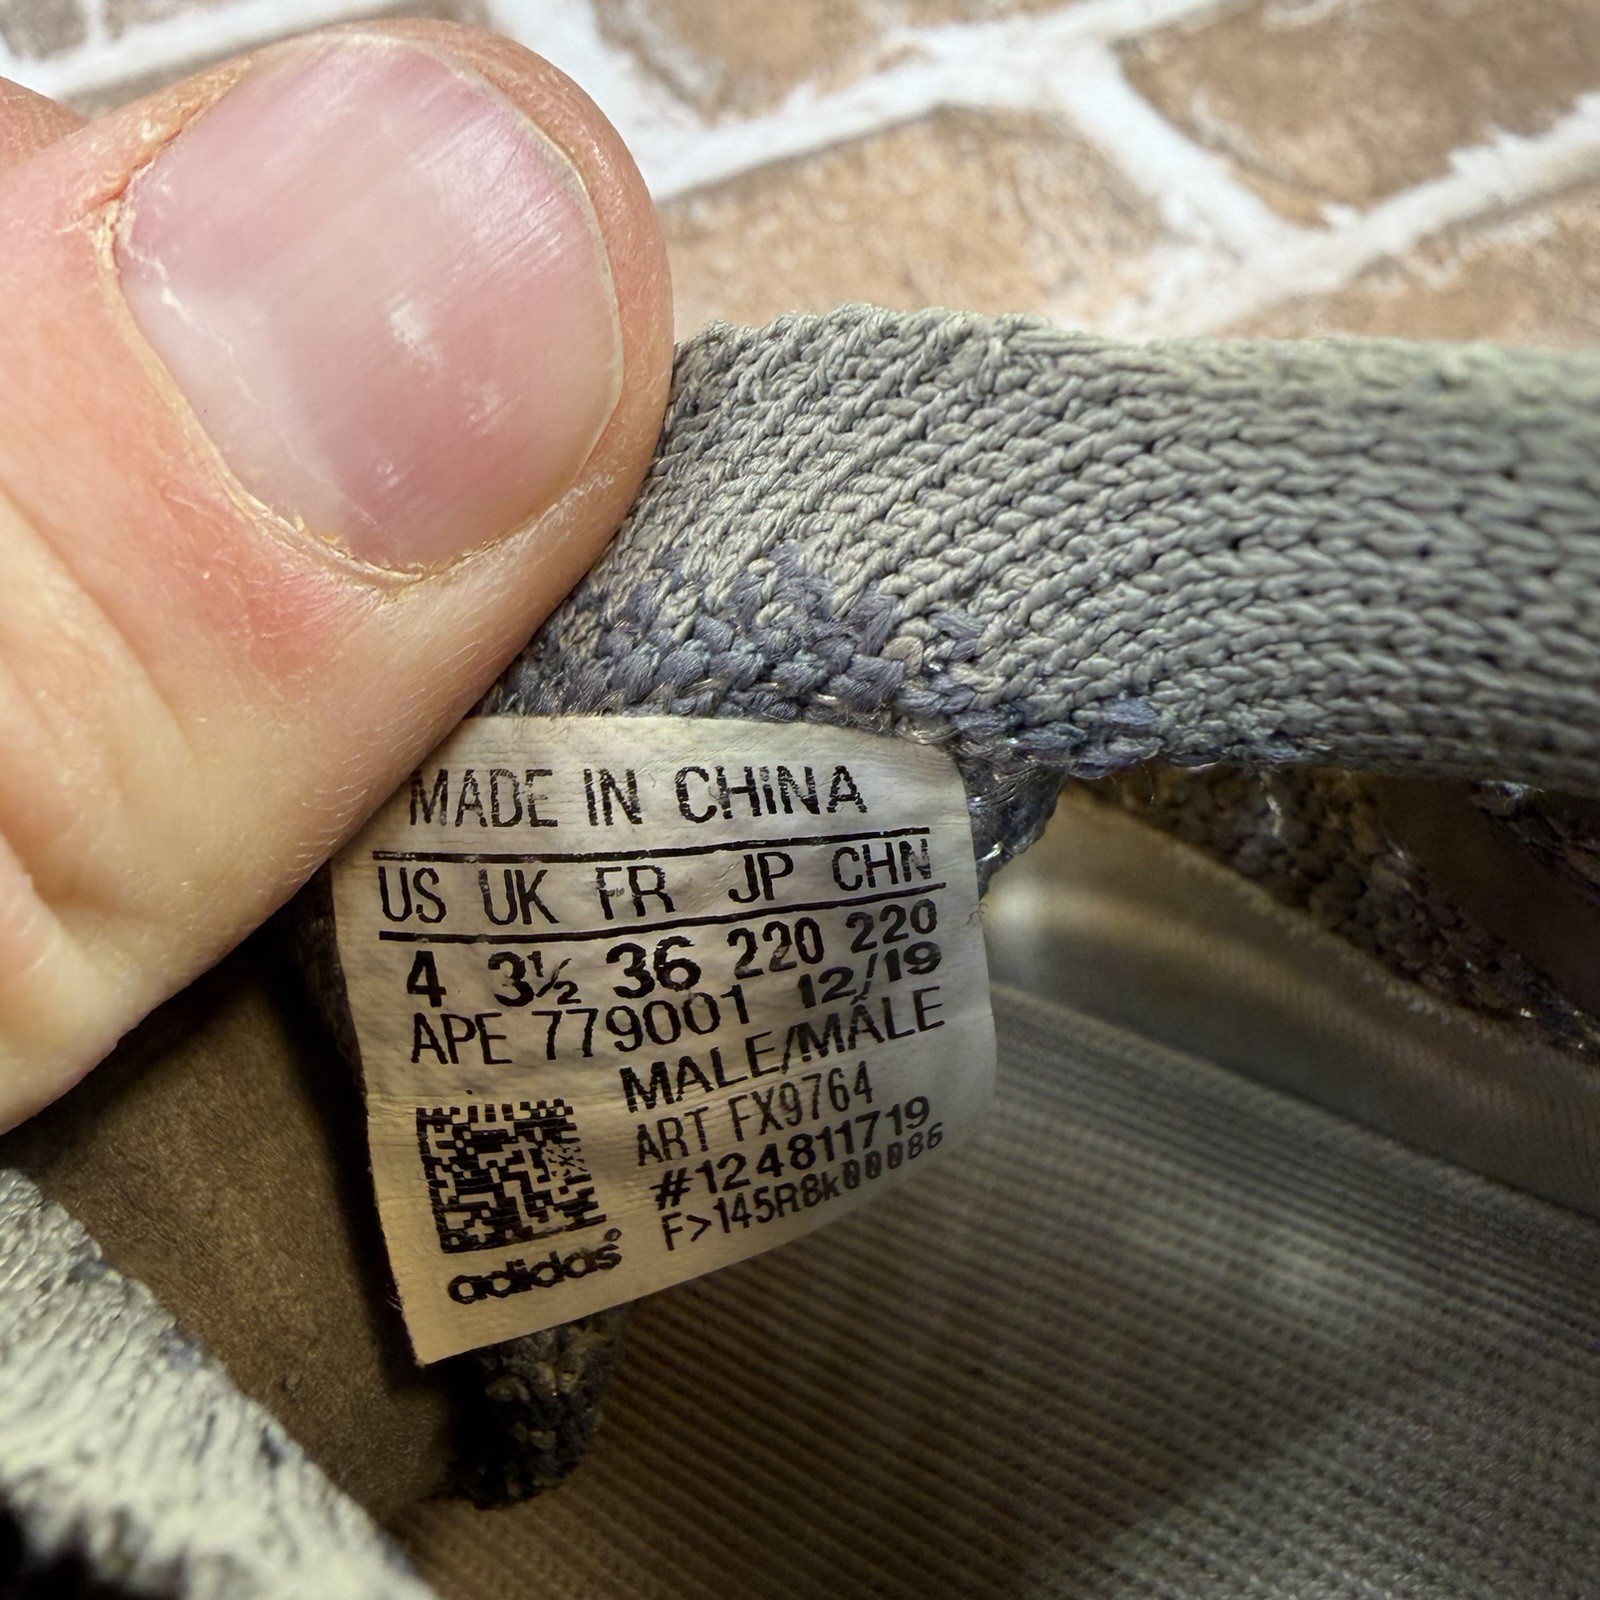 MADE IN CHiNA
US UK FR JP CHN
4 3½ 36 220 220
APE 779001 12/19
MALE/MÂLE
ART FX9764
#124811719
F>145R8k00086
adidas®